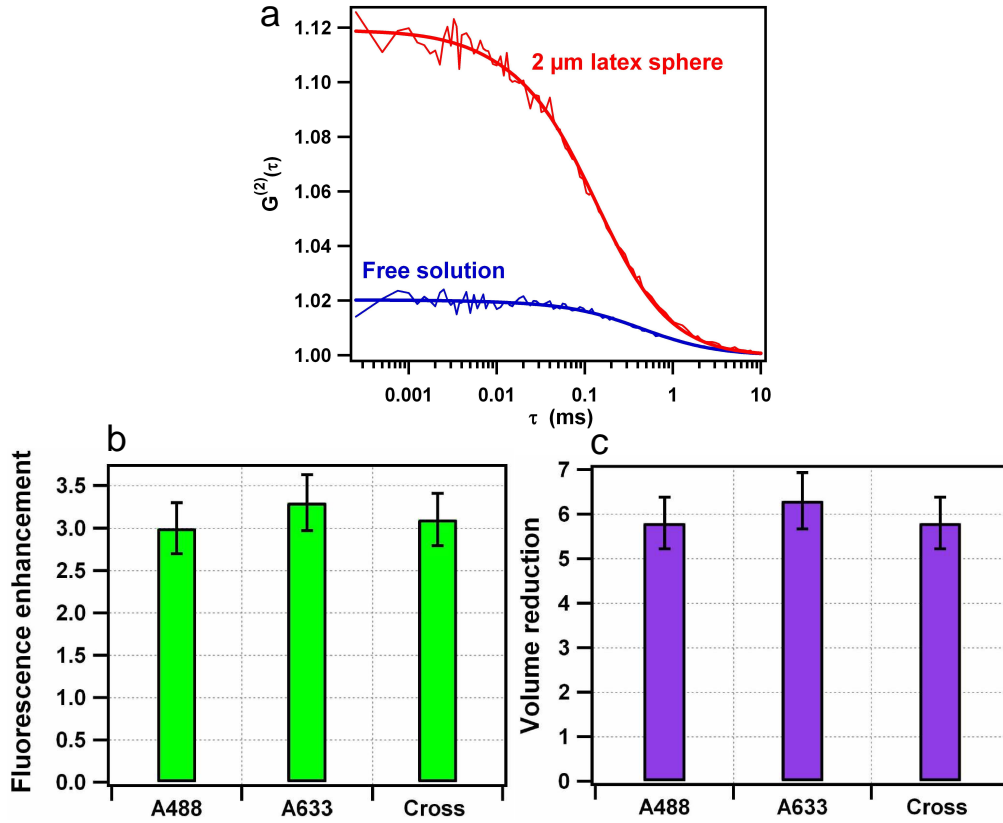 a
1.12
1.10
1.08
1.06
1.04
1.02
1.00
G(2)(τ)
2 µm latex sphere
Free solution
0.001 0.01 0.1 1 10
τ (ms)
b
Fluorescence enhancement
3.5
3.0
2.5
2.0
1.5
1.0
0.5
0.0
A488 A633 Cross
c
Volume reduction
7
6
5
4
3
2
1
0
A488 A633 Cross